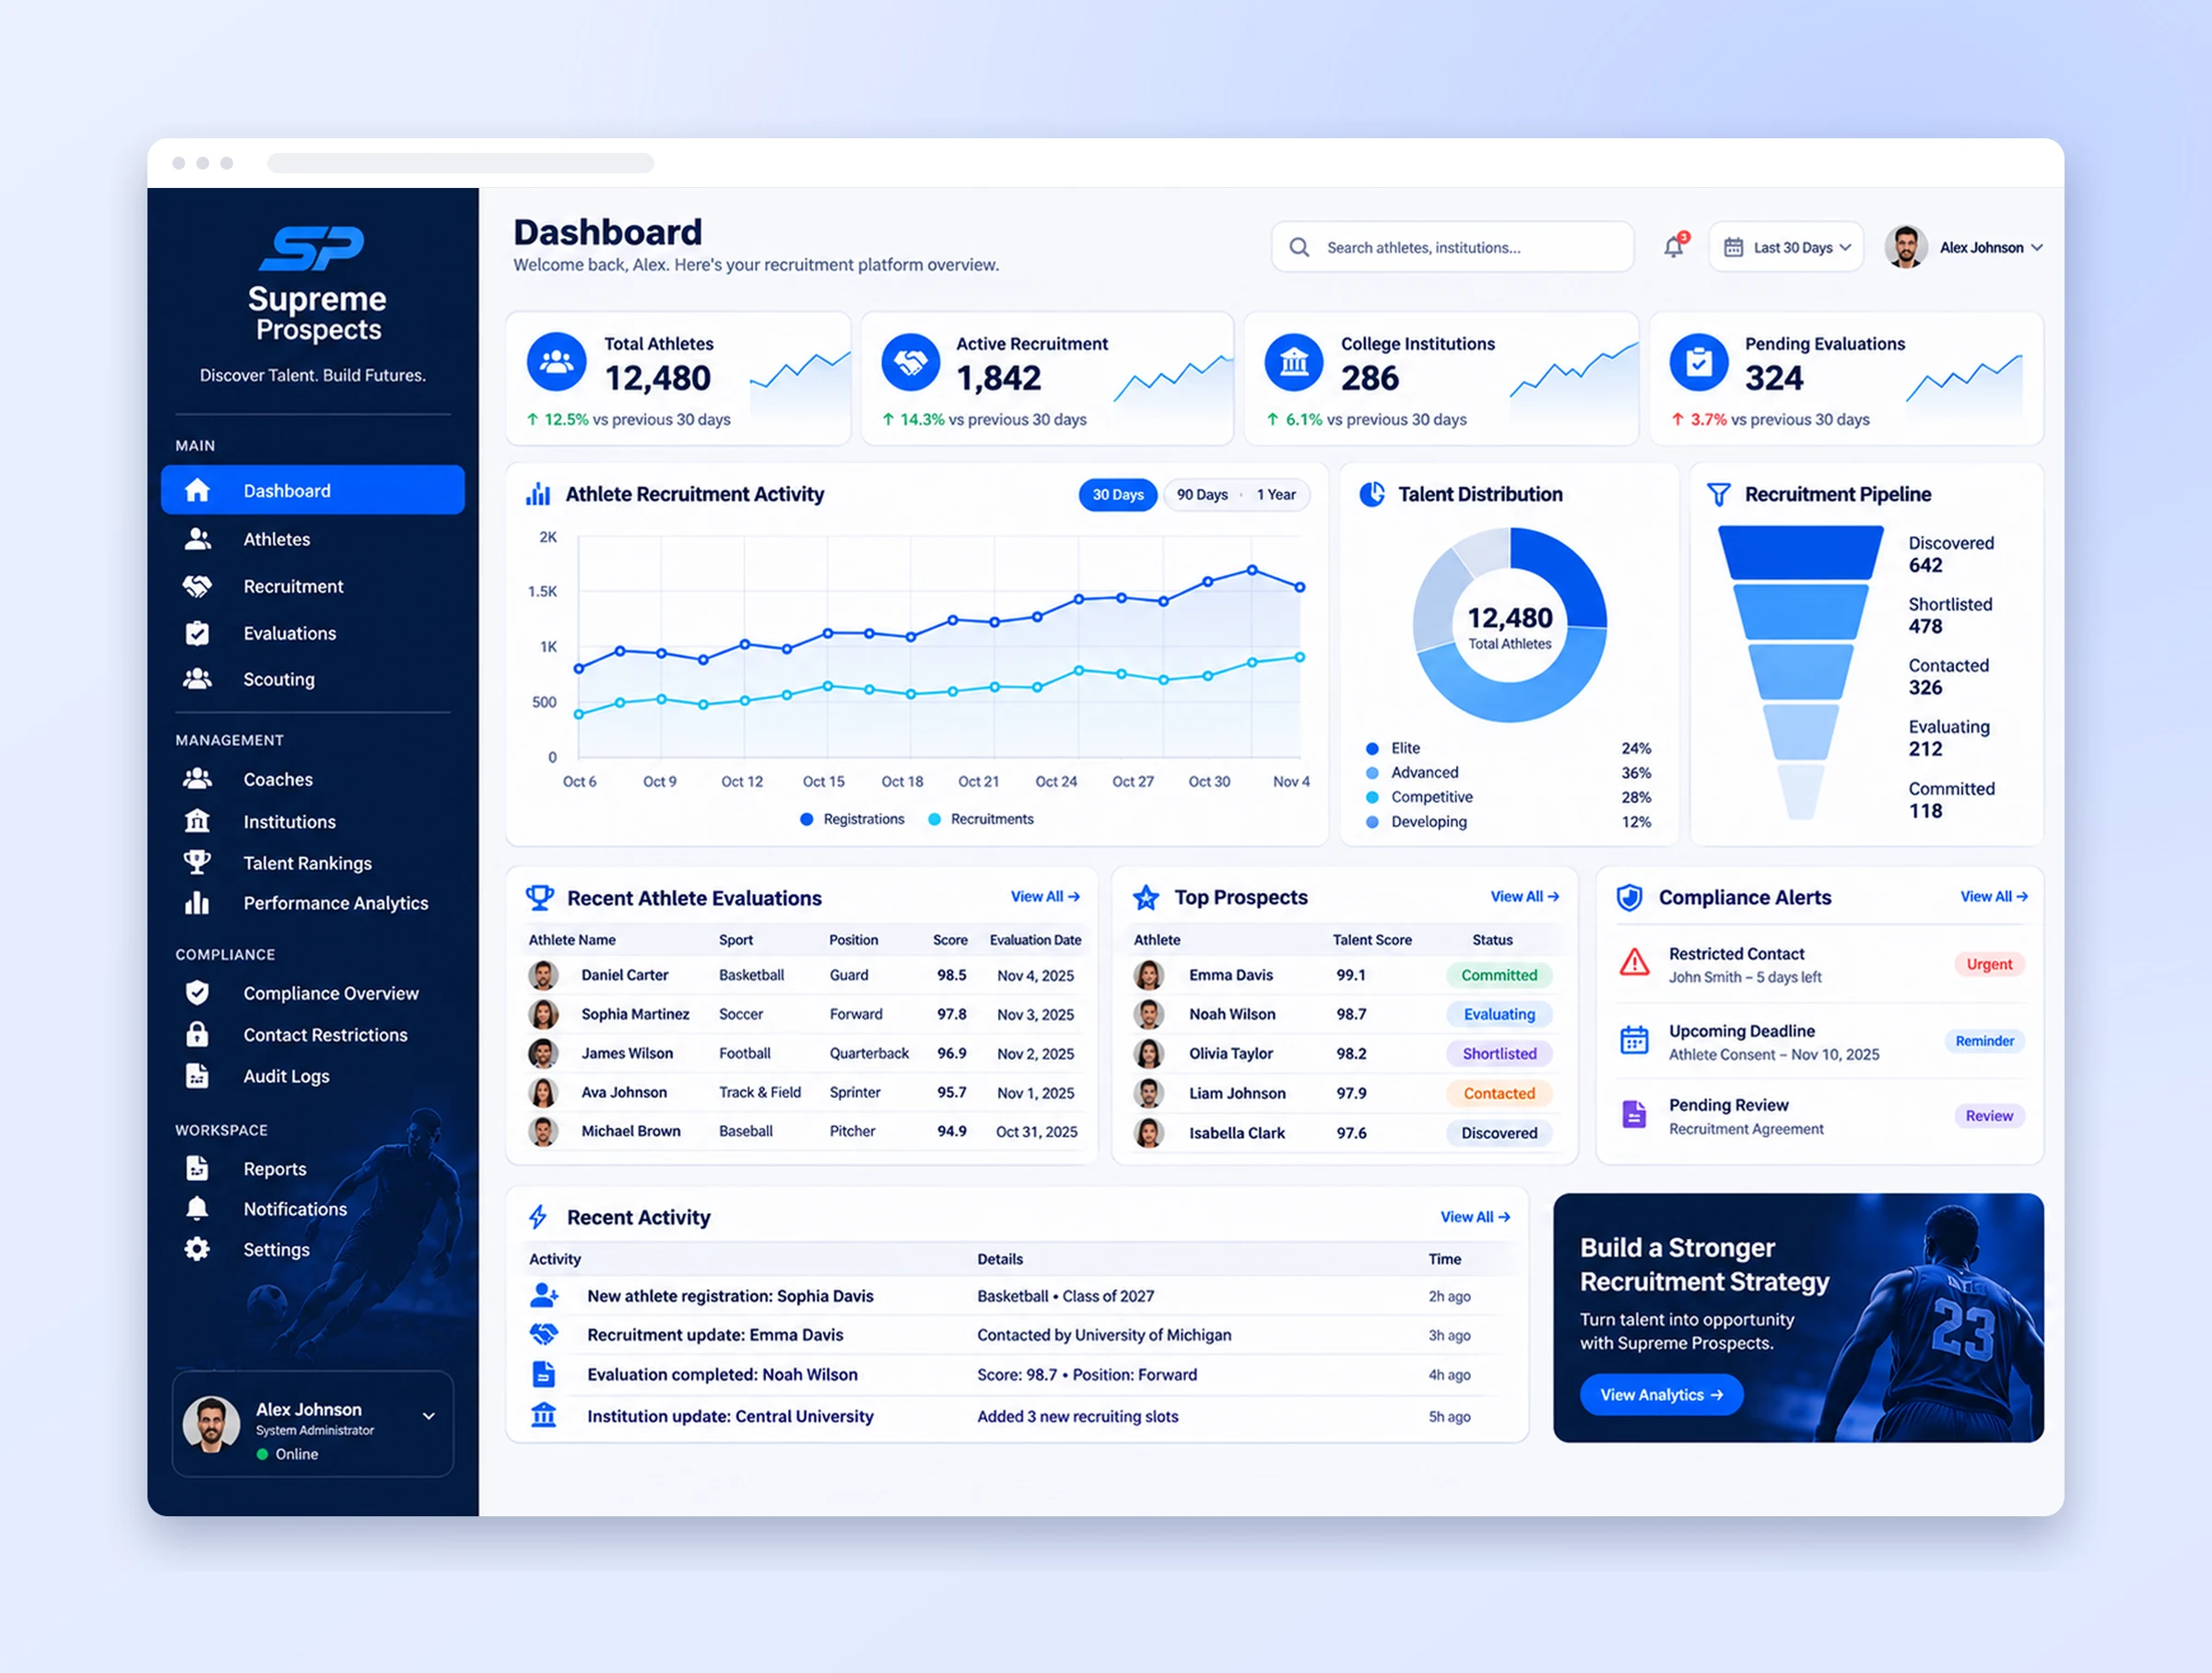 SP
Supreme
Prospects
Discover Talent. Build Futures.
MAIN
Dashboard
Athletes
Recruitment
Evaluations
Scouting
MANAGEMENT
Coaches
Institutions
Talent Rankings
Performance Analytics
COMPLIANCE
Compliance Overview
Contact Restrictions
Audit Logs
WORKSPACE
Reports
Notifications
Settings
Alex Johnson
System Administrator
Online
Dashboard
Welcome back, Alex. Here's your recruitment platform overview.
Search athletes, institutions...
3
Last 30 Days
Alex Johnson
Total Athletes
12,480
↑ 12.5% vs previous 30 days
Active Recruitment
1,842
↑ 14.3% vs previous 30 days
College Institutions
286
↑ 6.1% vs previous 30 days
Pending Evaluations
324
↑ 3.7% vs previous 30 days
Athlete Recruitment Activity
30 Days 90 Days 1 Year
2K
1.5K
1K
500
0
Oct 6 Oct 9 Oct 12 Oct 15 Oct 18 Oct 21 Oct 24 Oct 27 Oct 30 Nov 4
Registrations Recruitments
Talent Distribution
12,480
Total Athletes
Elite 24%
Advanced 36%
Competitive 28%
Developing 12%
Recruitment Pipeline
Discovered
642
Shortlisted
478
Contacted
326
Evaluating
212
Committed
118
Recent Athlete Evaluations View All →
Athlete Name Sport Position Score Evaluation Date
Daniel Carter Basketball Guard 98.5 Nov 4, 2025
Sophia Martinez Soccer Forward 97.8 Nov 3, 2025
James Wilson Football Quarterback 96.9 Nov 2, 2025
Ava Johnson Track & Field Sprinter 95.7 Nov 1, 2025
Michael Brown Baseball Pitcher 94.9 Oct 31, 2025
Top Prospects View All →
Athlete Talent Score Status
Emma Davis 99.1 Committed
Noah Wilson 98.7 Evaluating
Olivia Taylor 98.2 Shortlisted
Liam Johnson 97.9 Contacted
Isabella Clark 97.6 Discovered
Compliance Alerts View All →
Restricted Contact
John Smith – 5 days left
Urgent
Upcoming Deadline
Athlete Consent – Nov 10, 2025
Reminder
Pending Review
Recruitment Agreement
Review
Recent Activity View All →
Activity Details Time
New athlete registration: Sophia Davis Basketball • Class of 2027 2h ago
Recruitment update: Emma Davis Contacted by University of Michigan 3h ago
Evaluation completed: Noah Wilson Score: 98.7 • Position: Forward 4h ago
Institution update: Central University Added 3 new recruiting slots 5h ago
Build a Stronger
Recruitment Strategy
Turn talent into opportunity
with Supreme Prospects.
View Analytics →
23